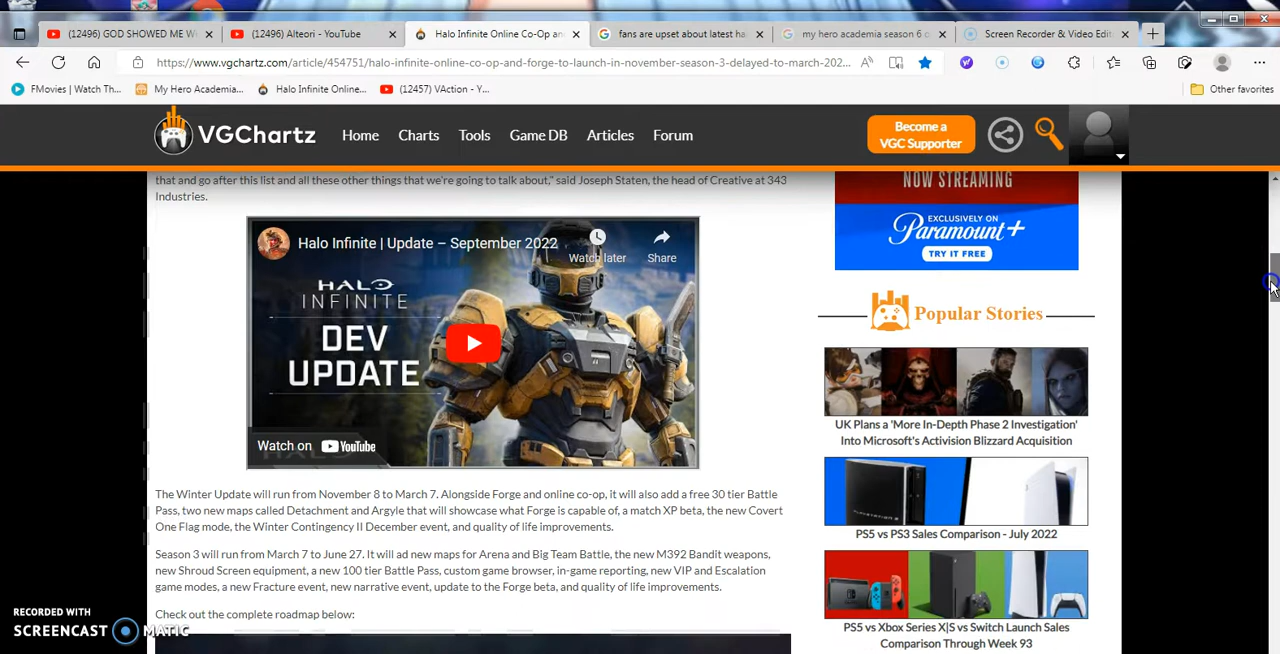 (12496) GOD SHOWED ME W
(12496) Alteori - YouTube
Halo Infinite Online Co-Op an
fans are upset about latest ha
my hero academia season 6 o
Screen Recorder & Video Edit
https://www.vgchartz.com/article/454751/halo-infinite-online-co-op-and-forge-to-launch-in-november-season-3-delayed-to-march-202...
FMovies | Watch Th...
My Hero Academia...
Halo Infinite Online...
(12457) VAction - Y...
Other favorites
VGChartz
Home
Charts
Tools
Game DB
Articles
Forum
Become a
VGC Supporter
that and go after this list and all these other things that we're going to talk about," said Joseph Staten, the head of Creative at 343
Industries.
Halo Infinite | Update – September 2022
Watch later
Share
HALO
INFINITE
DEV
UPDATE
Watch on YouTube
The Winter Update will run from November 8 to March 7. Alongside Forge and online co-op, it will also add a free 30 tier Battle
Pass, two new maps called Detachment and Argyle that will showcase what Forge is capable of, a match XP beta, the new Covert
One Flag mode, the Winter Contingency II December event, and quality of life improvements.
Season 3 will run from March 7 to June 27. It will ad new maps for Arena and Big Team Battle, the new M392 Bandit weapons,
new Shroud Screen equipment, a new 100 tier Battle Pass, custom game browser, in-game reporting, new VIP and Escalation
game modes, a new Fracture event, new narrative event, update to the Forge beta, and quality of life improvements.
Check out the complete roadmap below:
NOW STREAMING
EXCLUSIVELY ON
Paramount+
TRY IT FREE
Popular Stories
UK Plans a 'More In-Depth Phase 2 Investigation'
Into Microsoft's Activision Blizzard Acquisition
PS5 vs PS3 Sales Comparison - July 2022
PS5 vs Xbox Series X|S vs Switch Launch Sales
Comparison Through Week 93
RECORDED WITH
SCREENCAST MATIC